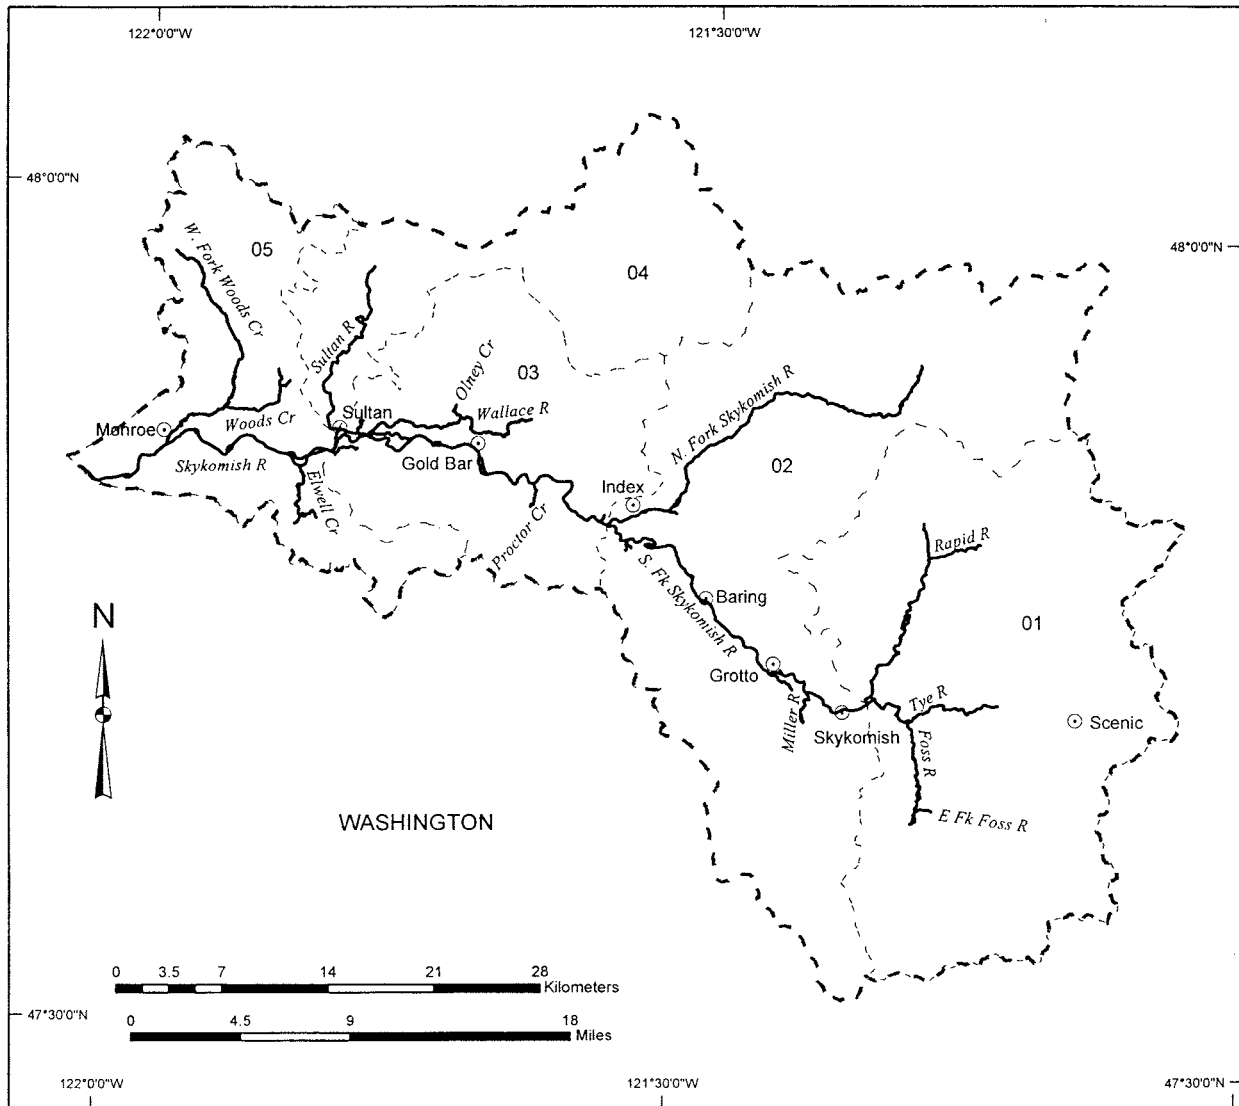 122°0'0"W
121°30'0"W
48°0'0"N
48°0'0"N
05
W. Fork Woods Cr
04
Sultan R
03
Olney Cr
Wallace R
N. Fork Skykomish R
Sultan
Monroe
Woods Cr
Skykomish R
Gold Bar
02
Elwell Cr
Index
Proctor Cr
Rapid R
S. Fk Skykomish R
Baring
01
N
Grotto
Miller R
Tye R
Skykomish
Scenic
Foss R
E Fk Foss R
WASHINGTON
0 3.5 7 14 21 28
Kilometers
0 4.5 9 18
Miles
47°30'0"N
122°0'0"W
121°30'0"W
47°30'0"N